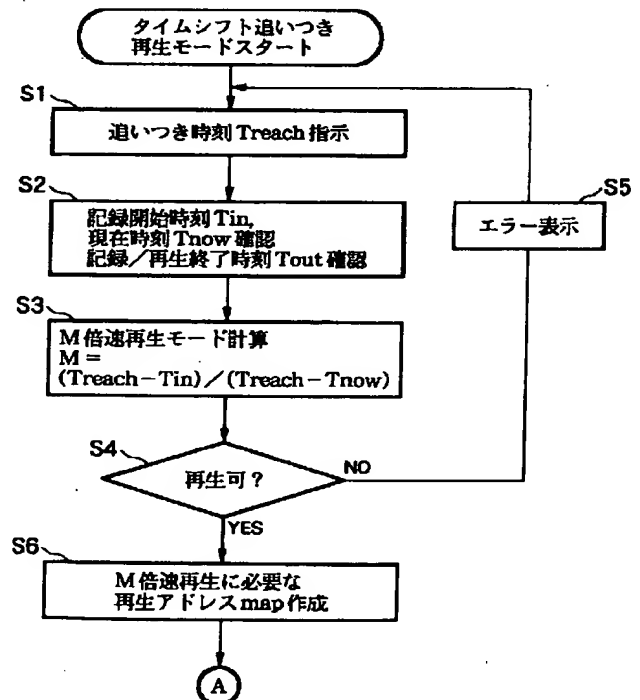 タイムシフト追いつき
再生モードスタート
S1
追いつき時刻 Treach 指示
S2
記録開始時刻 Tin,
現在時刻 Tnow 確認
記録／再生終了時刻 Tout 確認
S5
エラー表示
S3
M 倍速再生モード計算
M =
(Treach－Tin)／(Treach－Tnow)
S4
再生可？
NO
YES
S6
M 倍速再生に必要な
再生アドレス map 作成
A